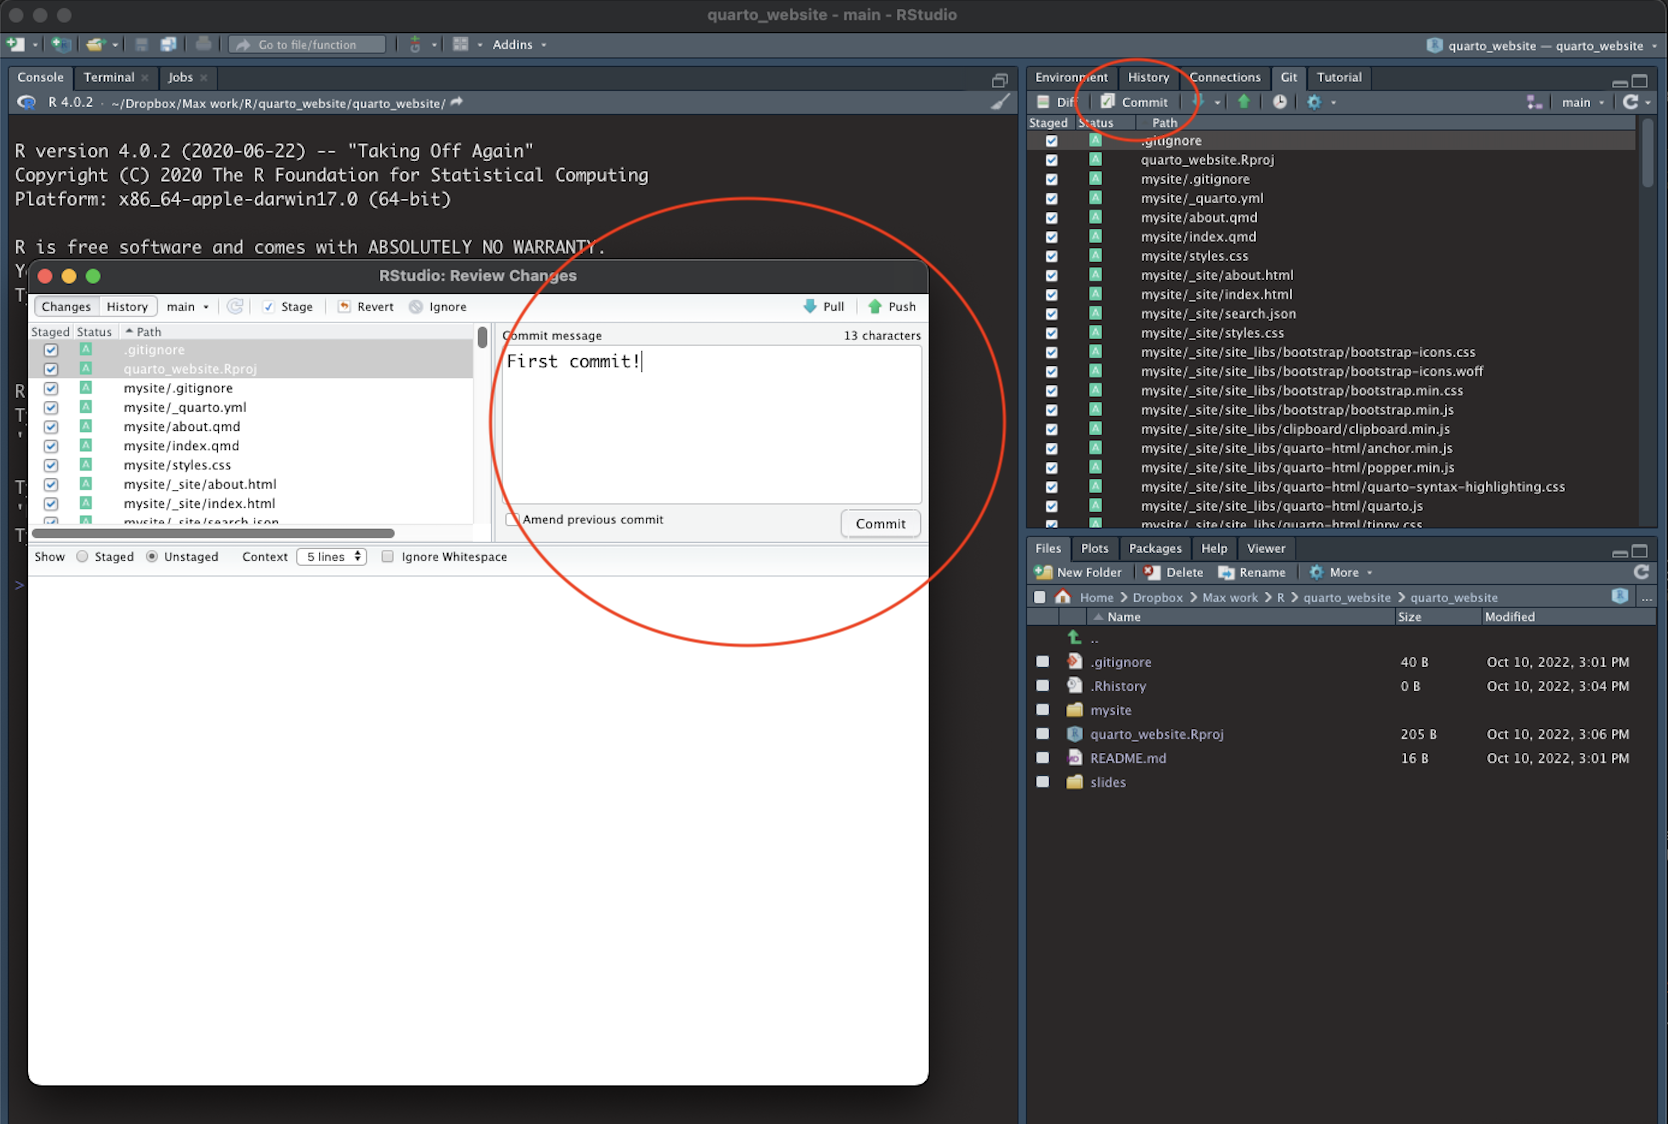 quarto_website - main - RStudio
Go to file/function
Addins
quarto_website — quarto_website
Console Terminal Jobs
R 4.0.2 · ~/Dropbox/Max work/R/quarto_website/quarto_website/
R version 4.0.2 (2020-06-22) -- "Taking Off Again"
Copyright (C) 2020 The R Foundation for Statistical Computing
Platform: x86_64-apple-darwin17.0 (64-bit)
R is free software and comes with ABSOLUTELY NO WARRANTY.
RStudio: Review Changes
Changes History main Stage Revert Ignore Pull Push
Staged Status Path
A .gitignore
A quarto_website.Rproj
A mysite/.gitignore
A mysite/_quarto.yml
A mysite/about.qmd
A mysite/index.qmd
A mysite/styles.css
A mysite/_site/about.html
A mysite/_site/index.html
mysite/_site/search.json
Commit message 13 characters
First commit!
Amend previous commit
Commit
Show Staged Unstaged Context 5 lines Ignore Whitespace
>
Environment History Connections Git Tutorial
Diff Commit main
Staged Status Path
A .gitignore
A quarto_website.Rproj
A mysite/.gitignore
A mysite/_quarto.yml
A mysite/about.qmd
A mysite/index.qmd
A mysite/styles.css
A mysite/_site/about.html
A mysite/_site/index.html
A mysite/_site/search.json
A mysite/_site/styles.css
A mysite/_site/site_libs/bootstrap/bootstrap-icons.css
A mysite/_site/site_libs/bootstrap/bootstrap-icons.woff
A mysite/_site/site_libs/bootstrap/bootstrap.min.css
A mysite/_site/site_libs/bootstrap/bootstrap.min.js
A mysite/_site/site_libs/clipboard/clipboard.min.js
A mysite/_site/site_libs/quarto-html/anchor.min.js
A mysite/_site/site_libs/quarto-html/popper.min.js
A mysite/_site/site_libs/quarto-html/quarto-syntax-highlighting.css
A mysite/_site/site_libs/quarto-html/quarto.js
A mysite/_site/site_libs/quarto-html/tippy.css
Files Plots Packages Help Viewer
New Folder Delete Rename More
Home Dropbox Max work R quarto_website quarto_website ...
Name Size Modified
..
.gitignore 40 B Oct 10, 2022, 3:01 PM
.Rhistory 0 B Oct 10, 2022, 3:04 PM
mysite
quarto_website.Rproj 205 B Oct 10, 2022, 3:06 PM
README.md 16 B Oct 10, 2022, 3:01 PM
slides